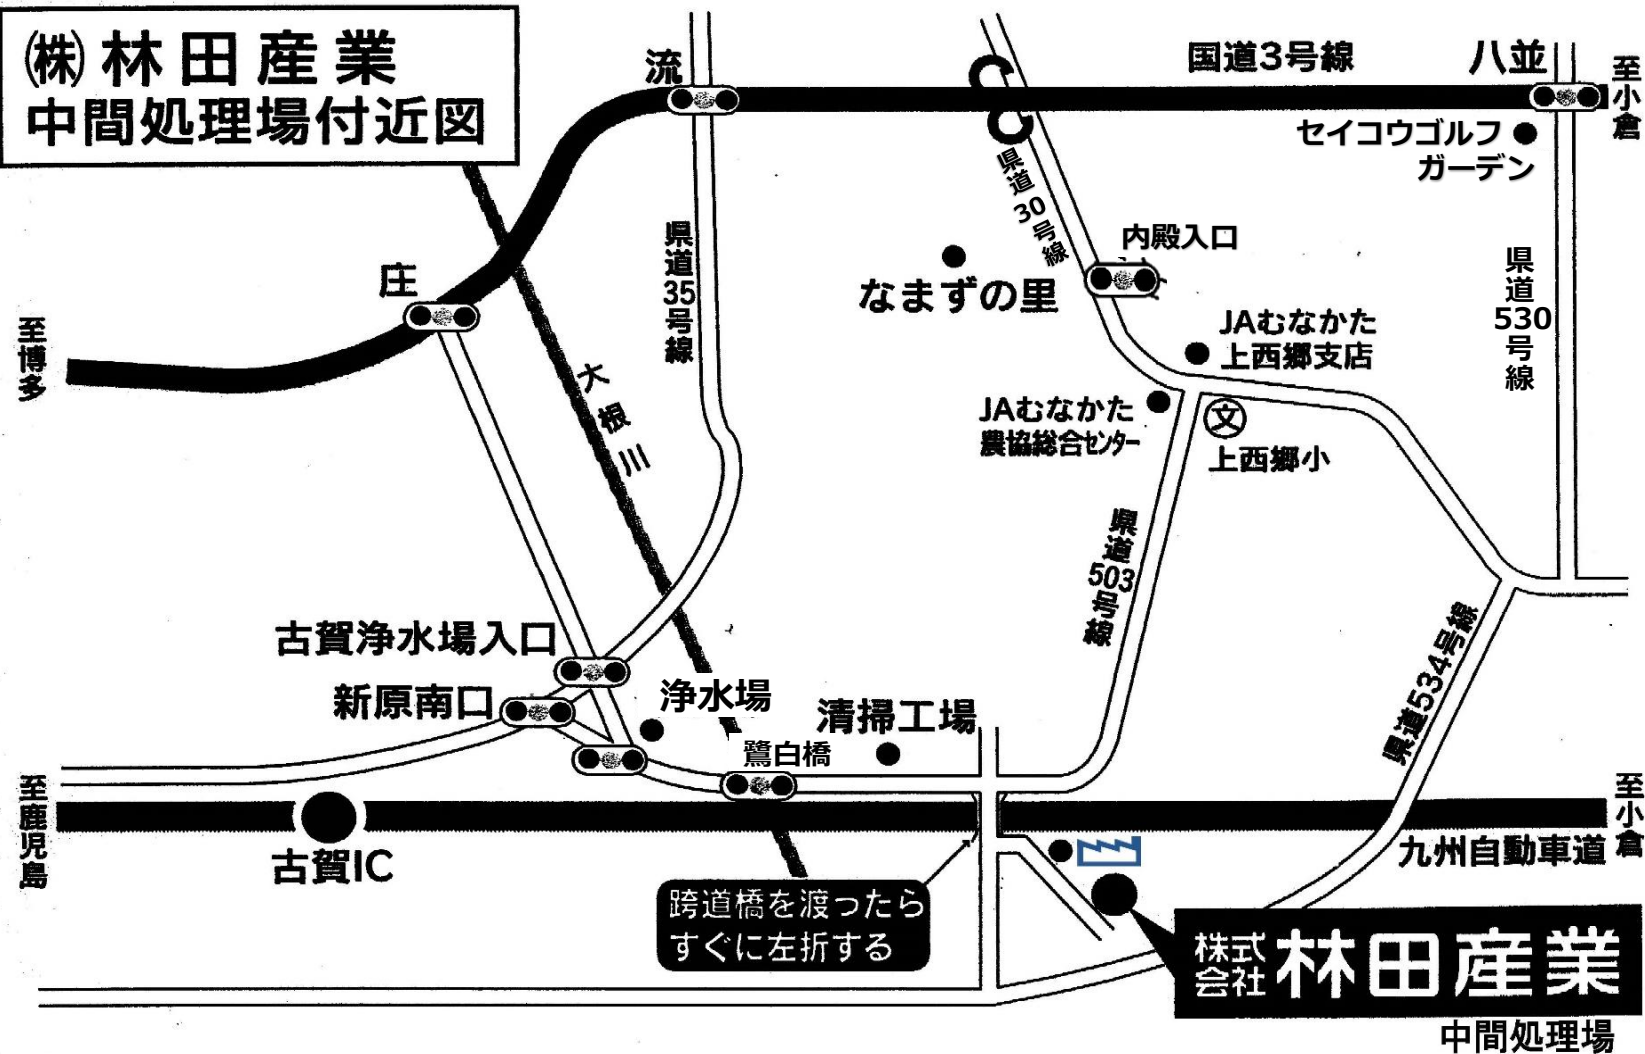 ㈱林田産業
中間処理場付近図
流
国道3号線
八並
至小倉
セイコウゴルフ
ガーデン
県道30号線
内殿入口
県道35号線
なまずの里
県道530号線
庄
至博多
JAむなかた
上西郷支店
大根川
JAむなかた
農協総合センター
文
上西郷小
県道503号線
県道534号線
古賀浄水場入口
新原南口
浄水場
清掃工場
鷺白橋
至鹿児島
古賀IC
至小倉
九州自動車道
跨道橋を渡ったら
すぐに左折する
株式会社 林田産業
中間処理場